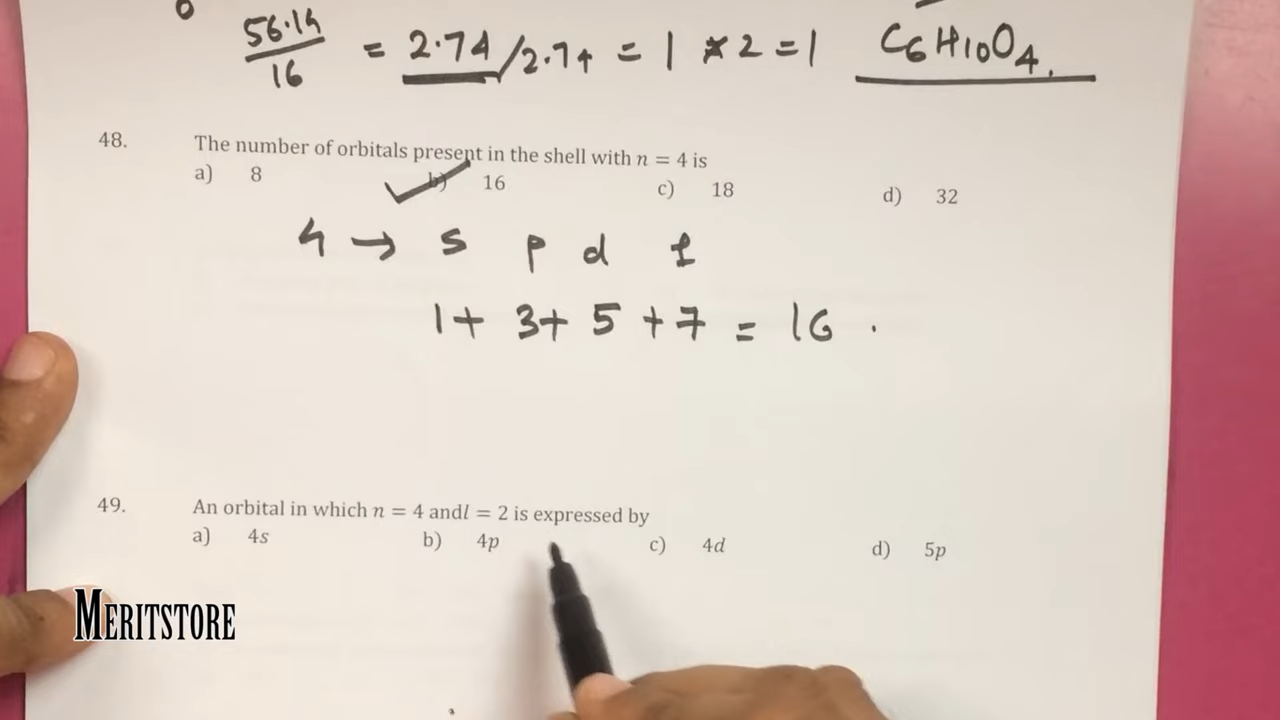 56.14
/16 = 2.74/2.74 = 1 × 2 = 1 C6H10O4.
48. The number of orbitals present in the shell with n = 4 is
a) 8 b) 16 c) 18 d) 32
4 → s p d f
1+ 3+ 5 +7 = 16 .
49. An orbital in which n = 4 andl = 2 is expressed by
a) 4s b) 4p c) 4d d) 5p
MERITSTORE